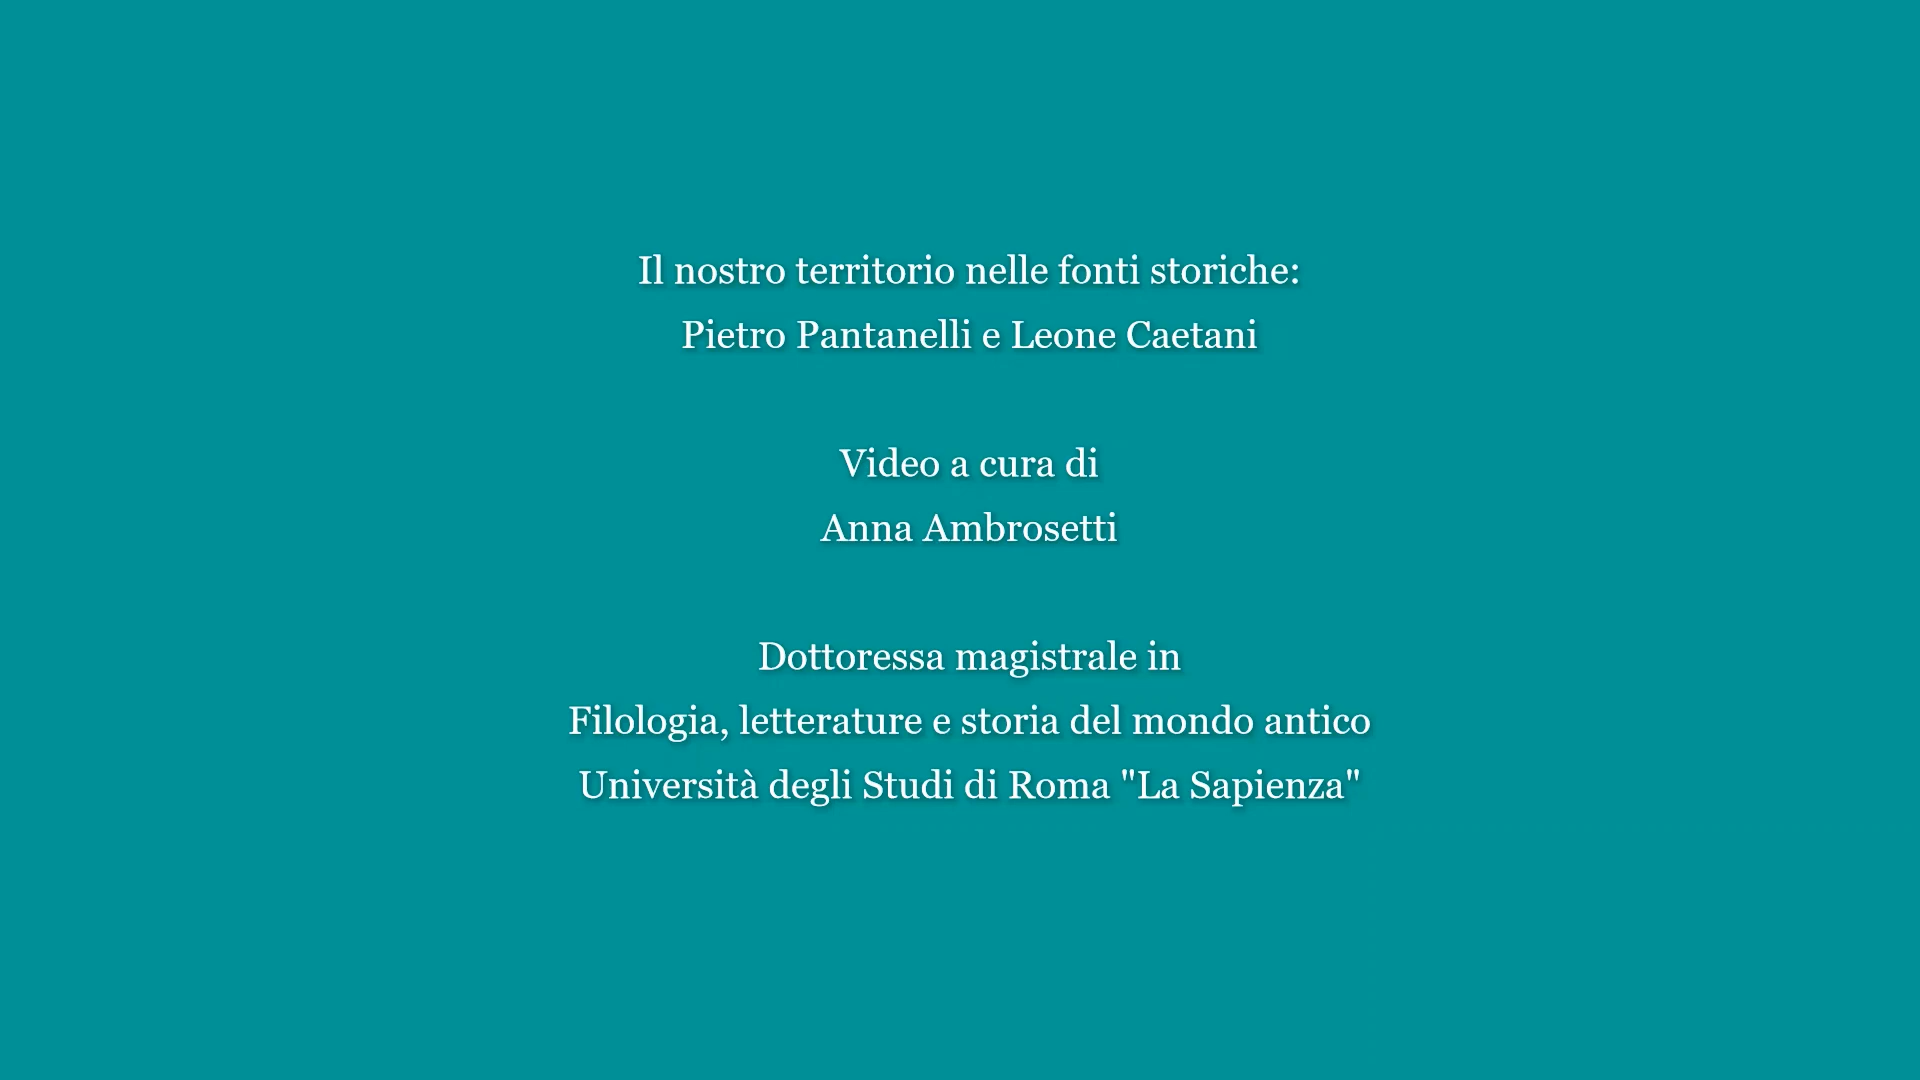 Il nostro territorio nelle fonti storiche:
Pietro Pantanelli e Leone Caetani
Video a cura di
Anna Ambrosetti
Dottoressa magistrale in
Filologia, letterature e storia del mondo antico
Università degli Studi di Roma "La Sapienza"